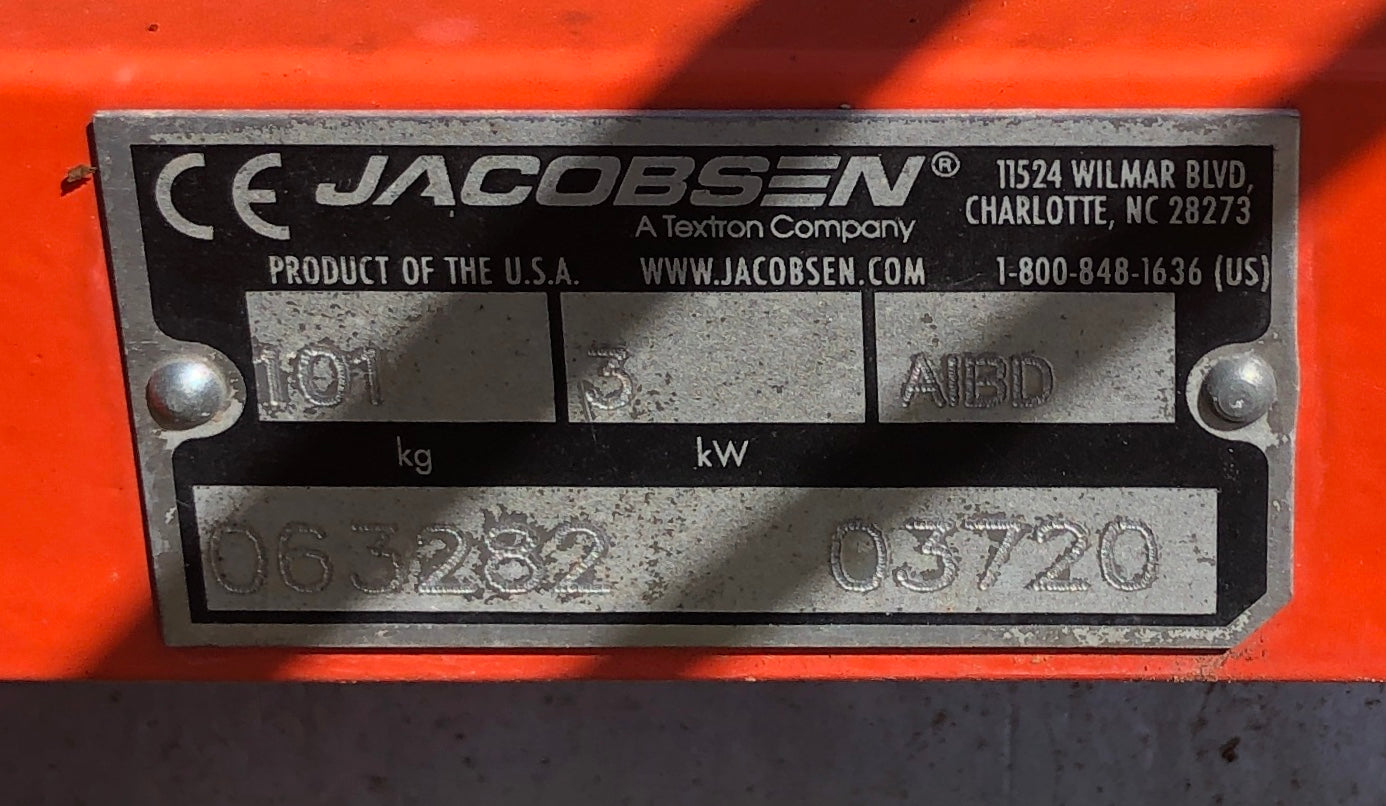 CE JACOBSEN® 11524 WILMAR BLVD,
A Textron Company CHARLOTTE, NC 28273
PRODUCT OF THE U.S.A. WWW.JACOBSEN.COM 1-800-848-1636 (US)
101 3 AIBD
kg kW
063282 03720